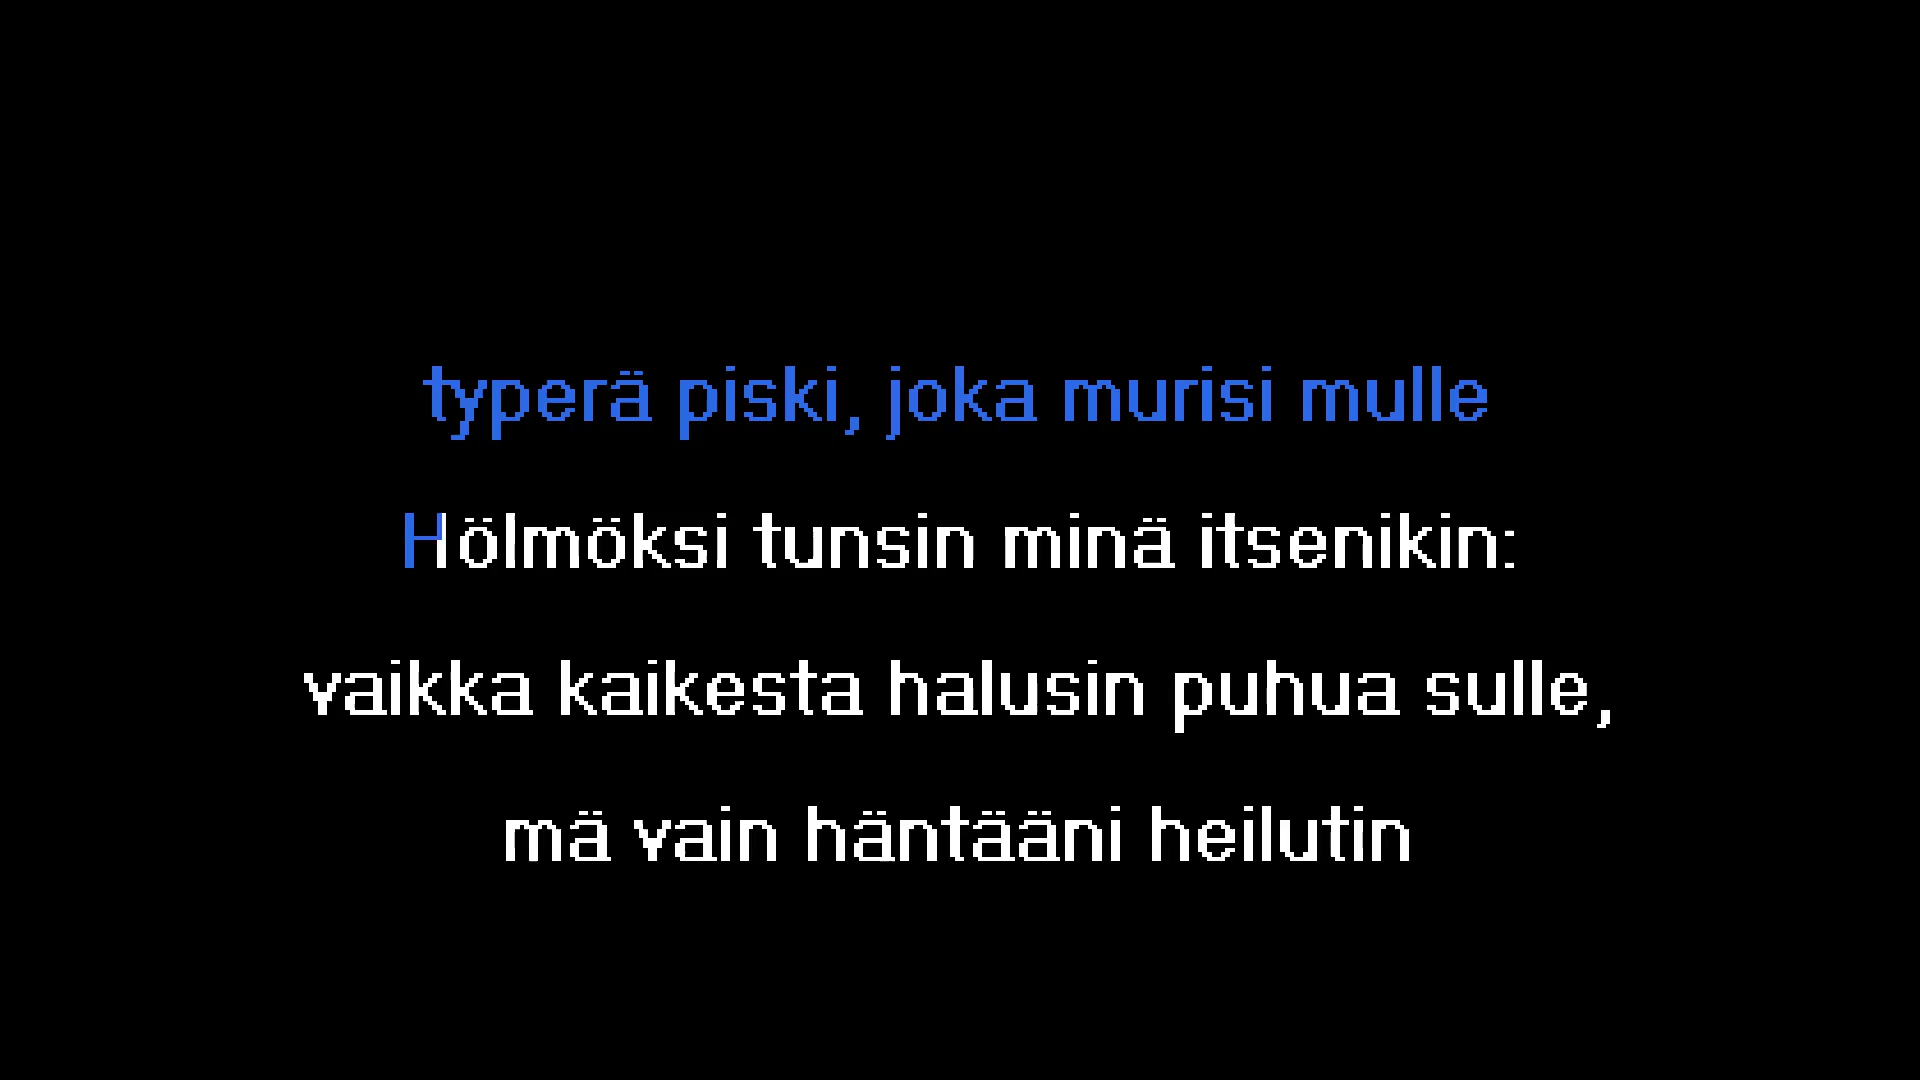 typerä piski, joka murisi mulle
Hölmöksi tunsin minä itsenikin:
vaikka kaikesta halusin puhua sulle,
mä vain häntääni heilutin